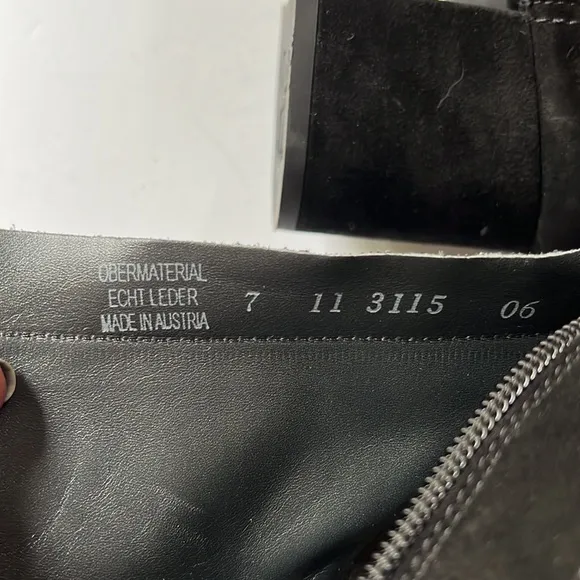 OBERMATERIAL
ECHT LEDER
MADE IN AUSTRIA
7 11 3115 06